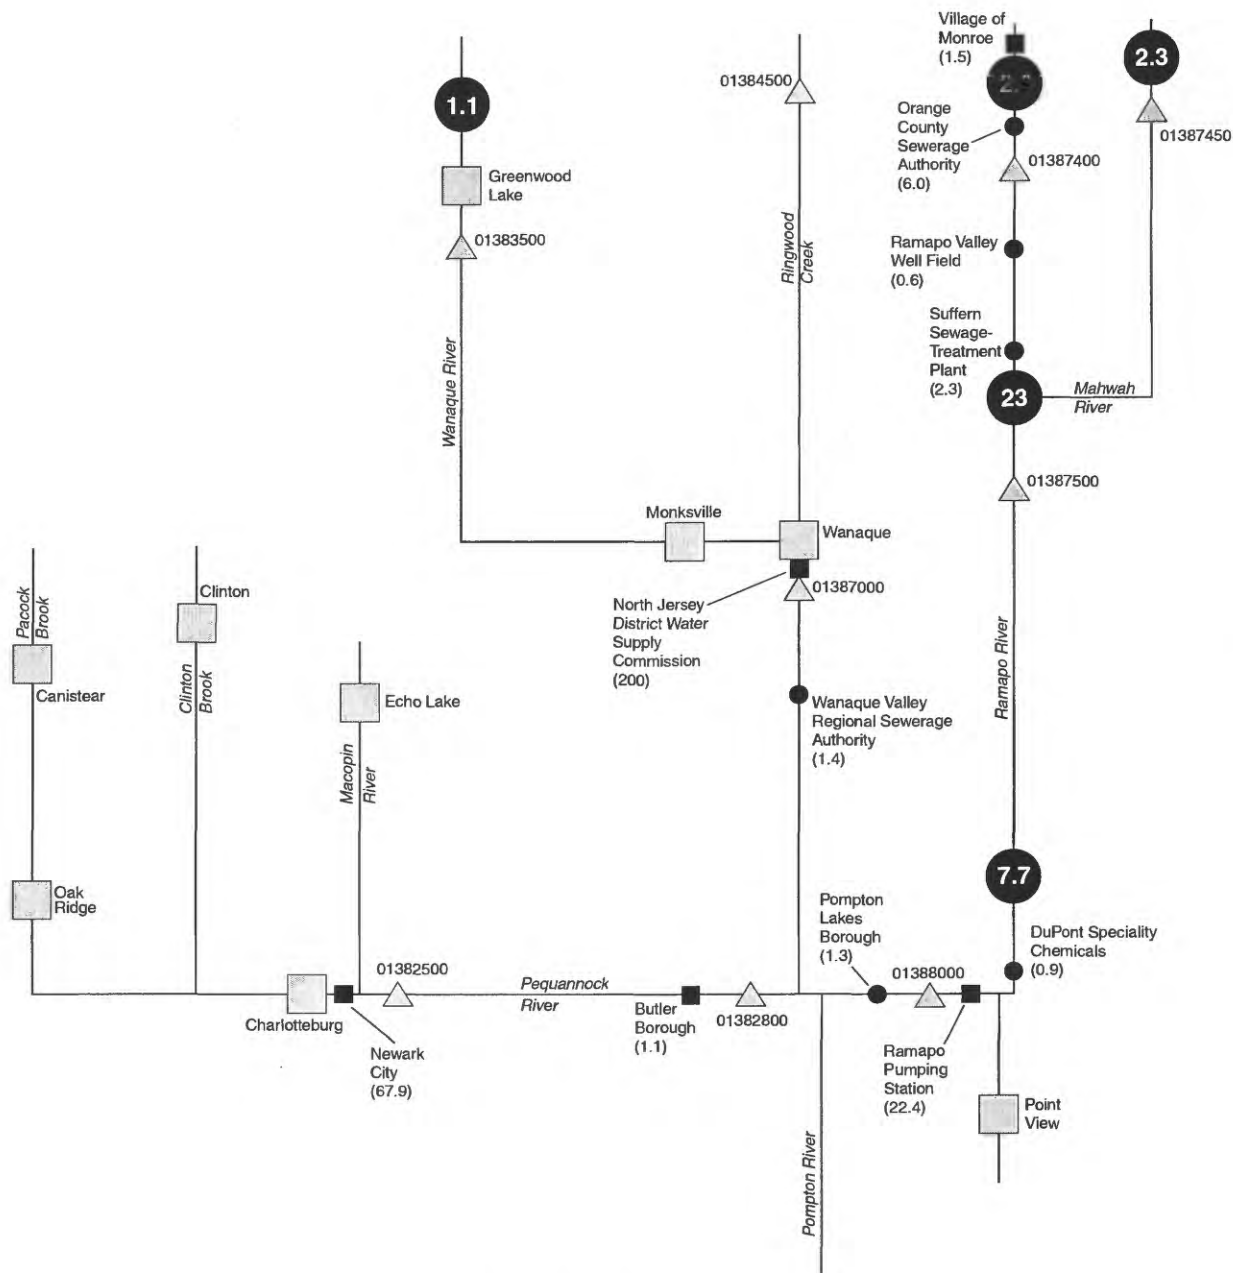 Village of
Monroe
(1.5)
2.3
1.1
01384500
Orange
County
Sewerage
Authority
(6.0)
01387450
01387400
Greenwood
Lake
01383500
Ringwood
Creek
Ramapo Valley
Well Field
(0.6)
Suffern
Sewage-
Treatment
Plant
(2.3)
23
Mahwah
River
Wanaque River
01387500
Monksville
Wanaque
01387000
North Jersey
District Water
Supply
Commission
(200)
Pacock
Brook
Clinton
Canistear
Clinton
Brook
Echo Lake
Macopin
River
Wanaque Valley
Regional Sewerage
Authority
(1.4)
Ramapo River
Oak
Ridge
7.7
Pompton
Lakes
Borough
(1.3)
DuPont Speciality
Chemicals
(0.9)
01382500
Pequannock
River
01388000
Charlotteburg
Butler
Borough
(1.1)
01382800
Newark
City
(67.9)
Ramapo
Pumping
Station
(22.4)
Point
View
Pompton River